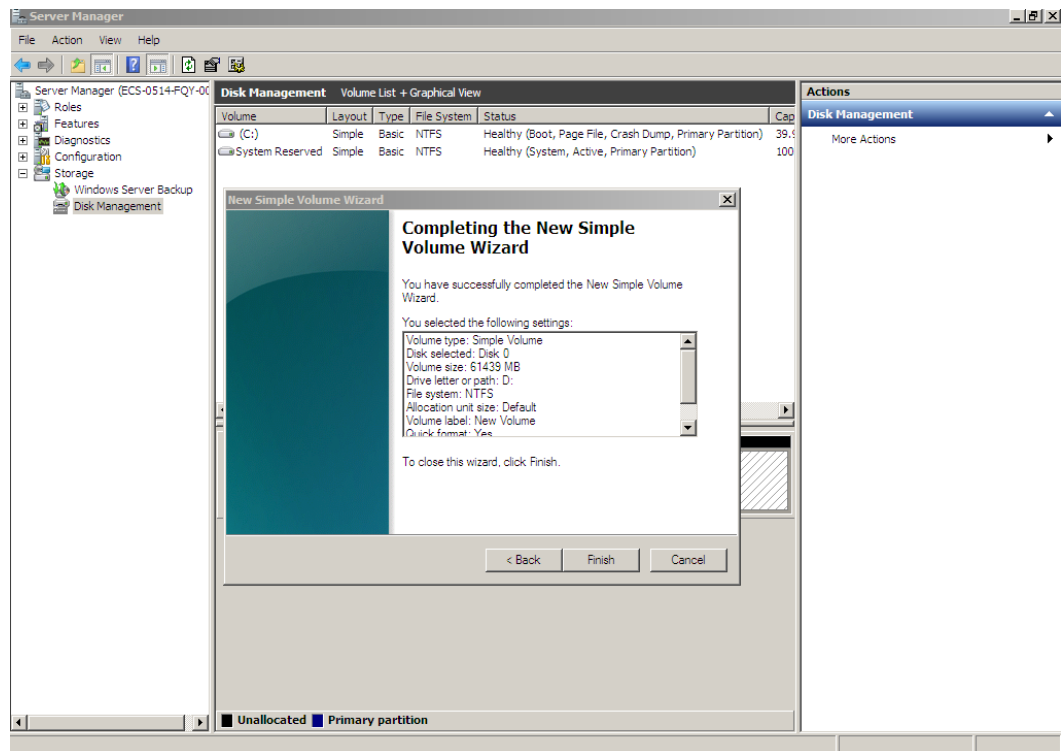 Server Manager
File Action View Help
Server Manager (ECS-0514-FQY-00
Roles
Features
Diagnostics
Configuration
Storage
Windows Server Backup
Disk Management
Disk Management Volume List + Graphical View
Volume Layout Type File System Status Cap
(C:) Simple Basic NTFS Healthy (Boot, Page File, Crash Dump, Primary Partition) 39.9
System Reserved Simple Basic NTFS Healthy (System, Active, Primary Partition) 100
New Simple Volume Wizard
Completing the New Simple
Volume Wizard
You have successfully completed the New Simple Volume
Wizard.
You selected the following settings:
Volume type: Simple Volume
Disk selected: Disk 0
Volume size: 61439 MB
Drive letter or path: D:
File system: NTFS
Allocation unit size: Default
Volume label: New Volume
Quick format: Yes
To close this wizard, click Finish.
< Back Finish Cancel
Unallocated Primary partition
Actions
Disk Management
More Actions